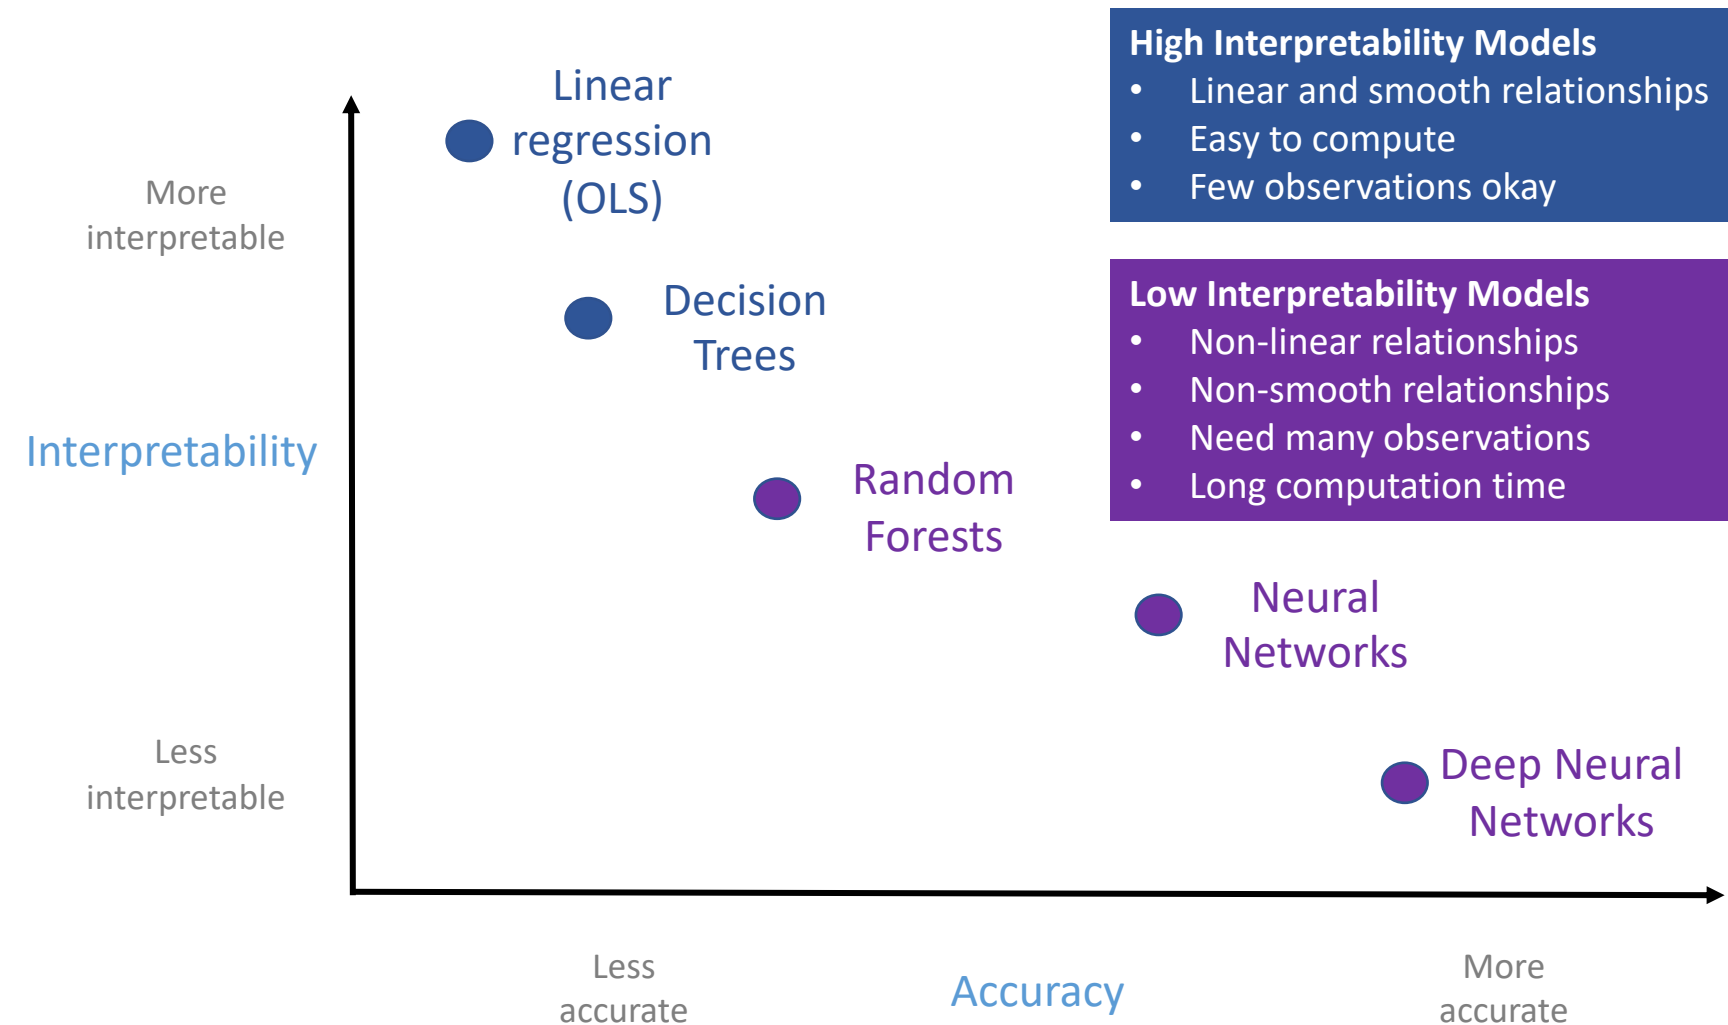 High Interpretability Models
• Linear and smooth relationships
• Easy to compute
• Few observations okay
Linear
regression
(OLS)
More
interpretable
Low Interpretability Models
• Non-linear relationships
• Non-smooth relationships
• Need many observations
• Long computation time
Decision
Trees
Interpretability
Random
Forests
Neural
Networks
Less
interpretable
Deep Neural
Networks
Less
accurate
Accuracy
More
accurate